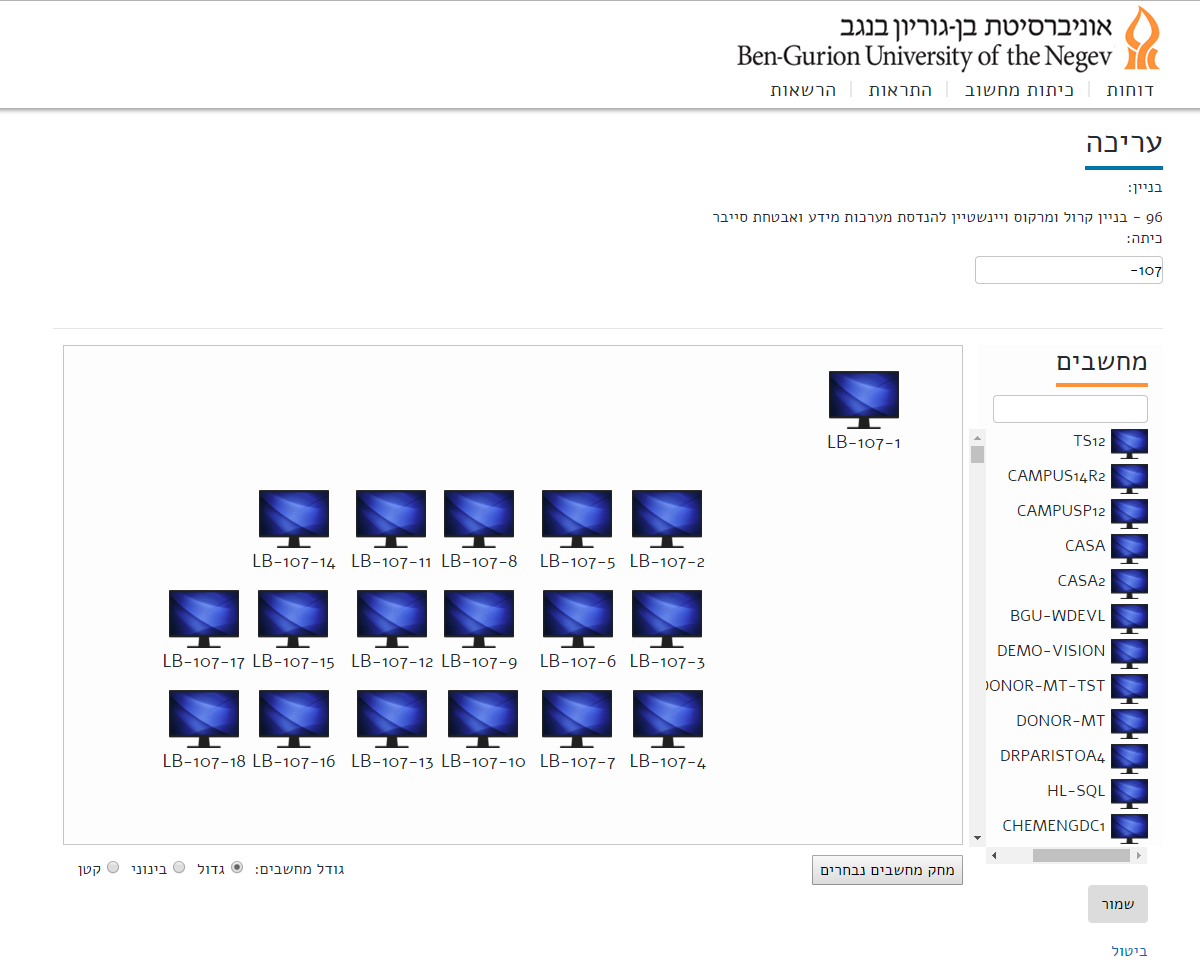 אוניברסיטת בן-גוריון בנגב
Ben-Gurion University of the Negev
דוחות
כיתות מחשוב
התראות
הרשאות
עריכה
בניין:
96 - בניין קרול ומרקוס ויינשטיין להנדסת מערכות מידע ואבטחת סייבר
כיתה:
107-
מחשבים
TS12
CAMPUS14R2
CAMPUSP12
CASA
CASA2
BGU-WDEVL
DEMO-VISION
DONOR-MT-TST
DONOR-MT
DRPARISTOA4
HL-SQL
CHEMENGDC1
LB-107-1
LB-107-14 LB-107-11 LB-107-8 LB-107-5 LB-107-2
LB-107-17 LB-107-15 LB-107-12 LB-107-9 LB-107-6 LB-107-3
LB-107-18 LB-107-16 LB-107-13 LB-107-10 LB-107-7 LB-107-4
מחק מחשבים נבחרים
גודל מחשבים: גדול בינוני קטן
שמור
ביטול